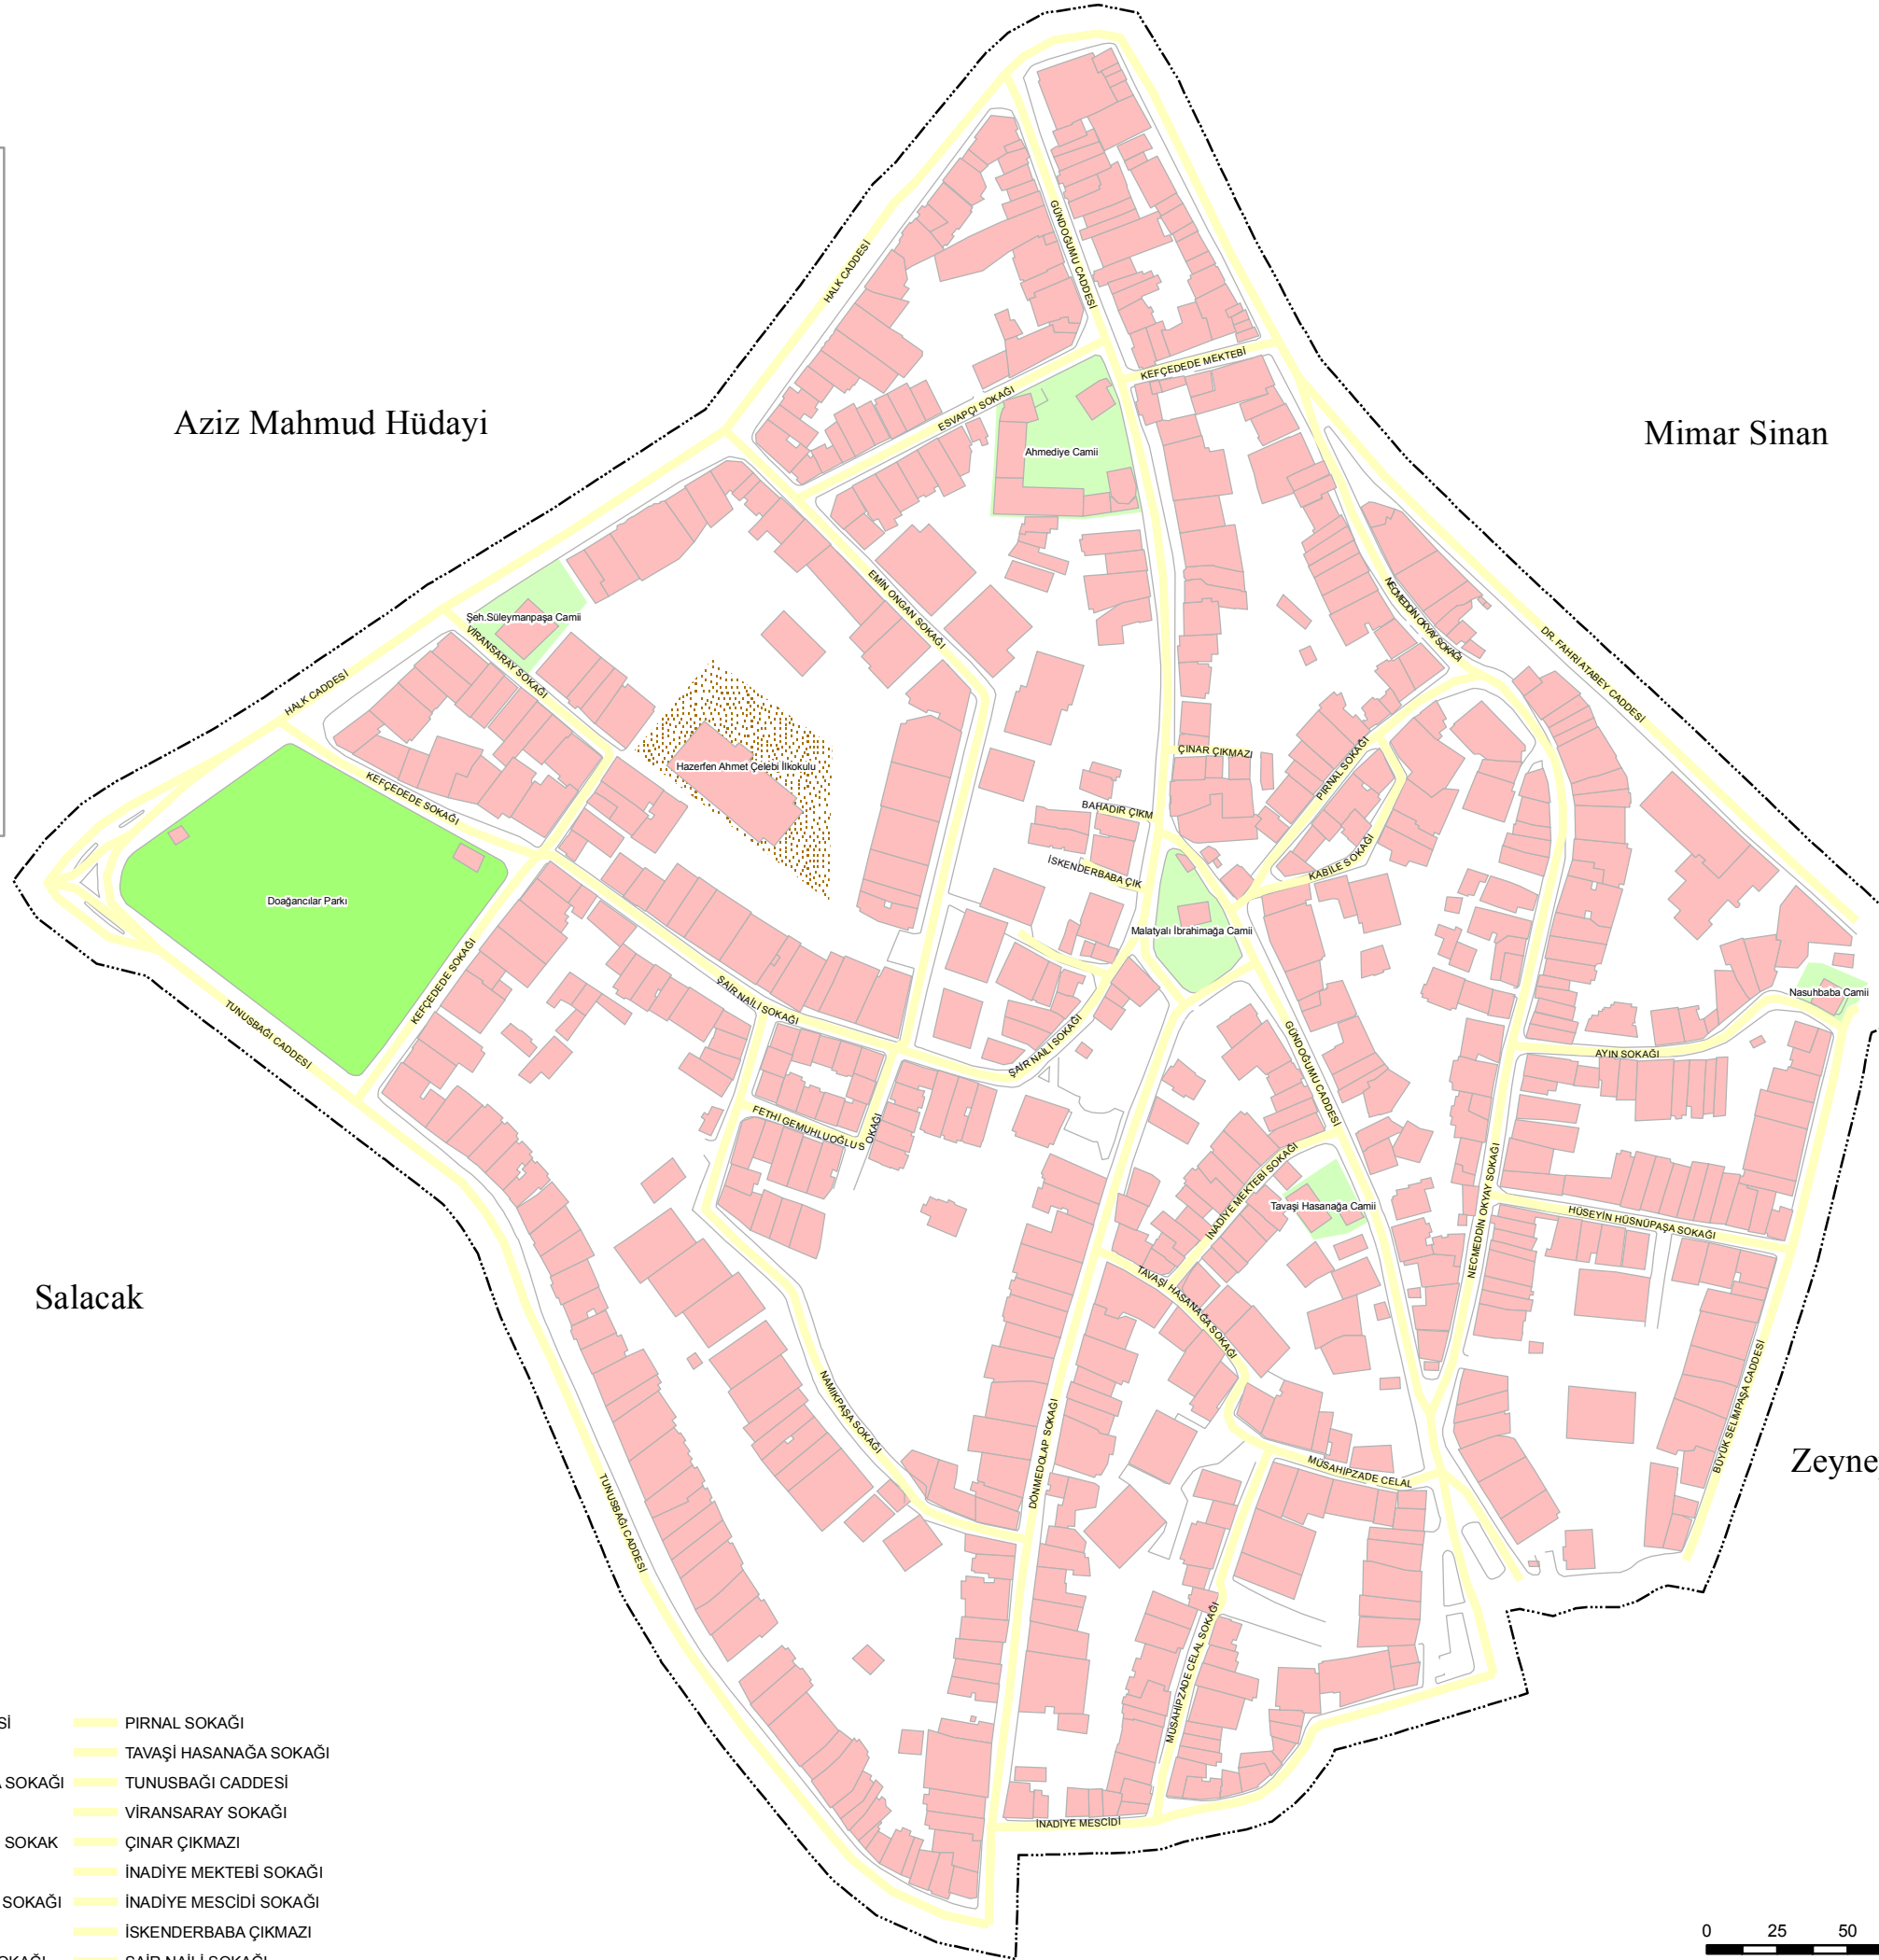 Aziz Mahmud Hüdayi
Mimar Sinan
HALK CADDESİ
GÜNDOĞUMU CADDESİ
KEFÇEDEDE MEKTEBİ
ESVAPÇI SOKAĞI
Ahmediye Camii
EMİN ONGAN SOKAĞI
NECMEDDİN OKYAY SOKAĞI
DR. FAHRİ ATABEY CADDESİ
Şeh.Süleymanpaşa Camii
VİRANSARAY SOKAĞI
HALK CADDESİ
Hazerfen Ahmet Çelebi İlkokulu
KEFÇEDEDE SOKAĞI
ÇINAR ÇIKMAZI
PIRNAL SOKAĞI
BAHADIR ÇIKM
İSKENDERBABA ÇIK
KABİLE SOKAĞI
Doağancılar Parkı
Malatyalı İbrahimağa Camii
KEFÇEDEDE SOKAĞI
TUNUSBAĞI CADDESİ
ŞAİR NAİLİ SOKAĞI
ŞAİR NAİLİ SOKAĞI
GÜNDOĞUMU CADDESİ
Nasuhbaba Camii
AYIN SOKAĞI
FETHİ GEMUHLUOĞLU S
OKAĞI
İNADİYE MEKTEBİ SOKAĞI
Tavaşi Hasanağa Camii
NECMEDDİN OKYAY SOKAĞI
HÜSEYİN HÜSNÜPAŞA SOKAĞI
TAVAŞİ HASANAĞA SOKAĞI
Salacak
NAMIKPAŞA SOKAĞI
DÖNMEDOLAP SOKAĞI
BÜYÜK SELİMPAŞA CADDESİ
Zeyne
MÜSAHİPZADE CELAL
TUNUSBAĞI CADDESİ
MÜSAHİPZADE CELAL SOKAĞI
İNADİYE MESCİDİ
Sİ
PIRNAL SOKAĞI
TAVAŞİ HASANAĞA SOKAĞI
SOKAĞI
TUNUSBAĞI CADDESİ
VİRANSARAY SOKAĞI
SOKAK
ÇINAR ÇIKMAZI
İNADİYE MEKTEBİ SOKAĞI
SOKAĞI
İNADİYE MESCİDİ SOKAĞI
İSKENDERBABA ÇIKMAZI
0 25 50